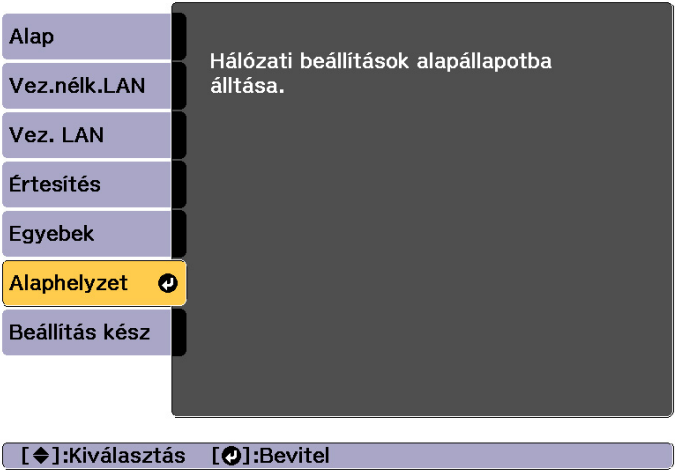 Alap
Vez.nélk.LAN
Vez. LAN
Értesítés
Egyebek
Alaphelyzet
Beállítás kész
Hálózati beállítások alapállapotba
álltása.
[◆]:Kiválasztás [↵]:Bevitel